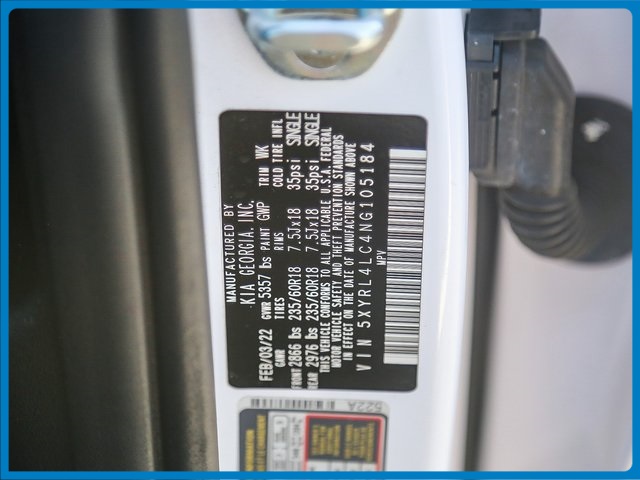 MANUFACTURED BY
KIA GEORGIA, INC.
FEB/03/22 GVWR 5357 lbs PAINT GWP TRIM WK
GAWR TIRES RIMS COLD TIRE INFL
FRONT 2866 lbs 235/60R18 7.5Jx18 35psi SINGLE
REAR 2976 lbs 235/60R18 7.5Jx18 35psi SINGLE
THIS VEHICLE CONFORMS TO ALL APPLICABLE U.S.A. FEDERAL
MOTOR VEHICLE SAFETY AND THEFT PREVENTION STANDARDS
IN EFFECT ON THE DATE OF MANUFACTURE SHOWN ABOVE
VIN 5XYRL4LC4NG105184
MPV
522A